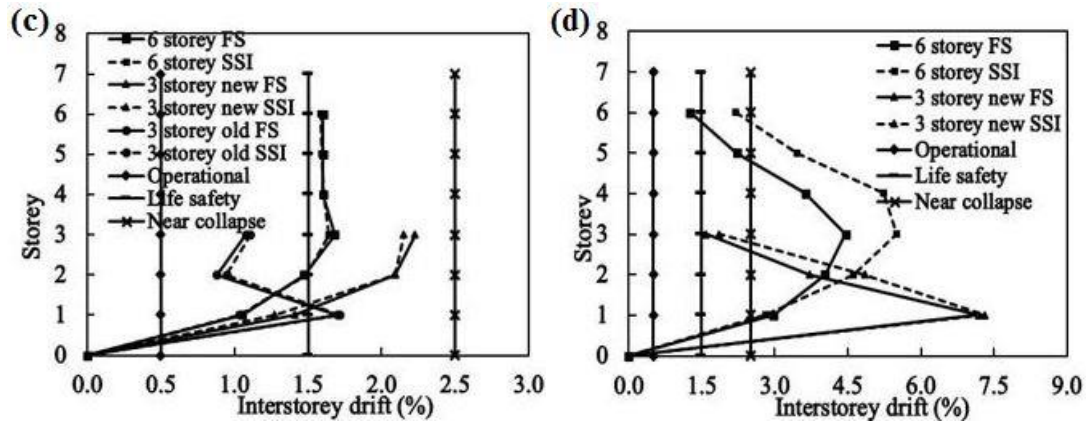 (c)
8
7
6
5
4
3
2
1
0
Storey
6 storey FS
6 storey SSI
3 storey new FS
3 storey new SSI
3 storey old FS
3 storey old SSI
Operational
Life safety
Near collapse
0.0 0.5 1.0 1.5 2.0 2.5 3.0
Interstorey drift (%)
(d)
8
7
6
5
4
3
2
1
0
Storey
6 storey FS
6 storey SSI
3 storey new FS
3 storey new SSI
Operational
Life safety
Near collapse
0.0 1.5 3.0 4.5 6.0 7.5 9.0
Interstorey drift (%)